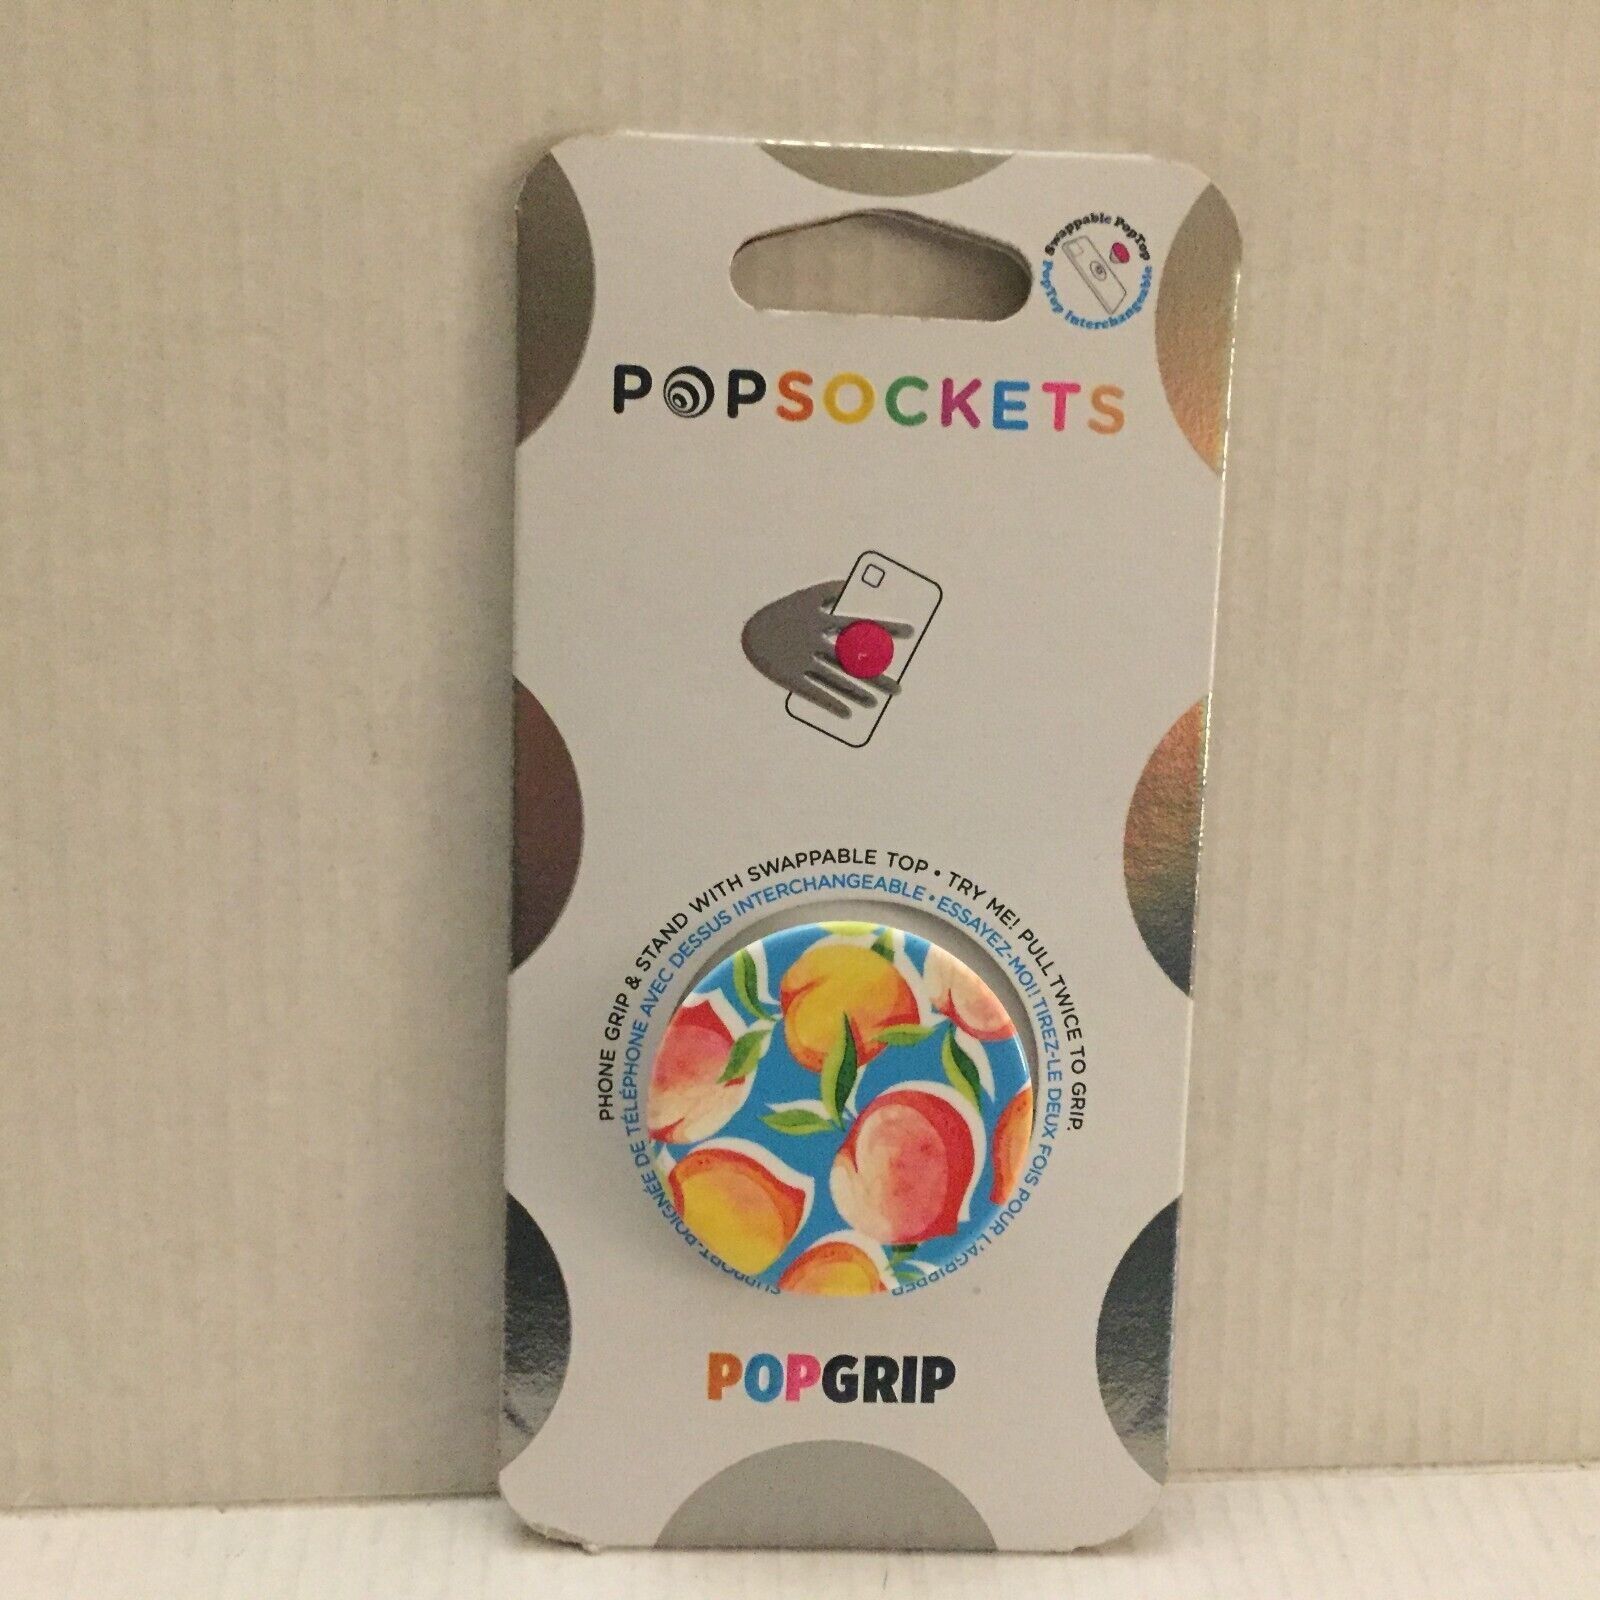 Swappable PopTop
PopTop Interchangeable
POPSOCKETS
PHONE GRIP & STAND WITH SWAPPABLE TOP • TRY ME! PULL TWICE TO GRIP.
SUPPORT-POIGNÉE DE TÉLÉPHONE AVEC DESSUS INTERCHANGEABLE • ESSAYEZ-MOI! TIREZ-LE DEUX FOIS POUR L'AGRIPPER
POPGRIP